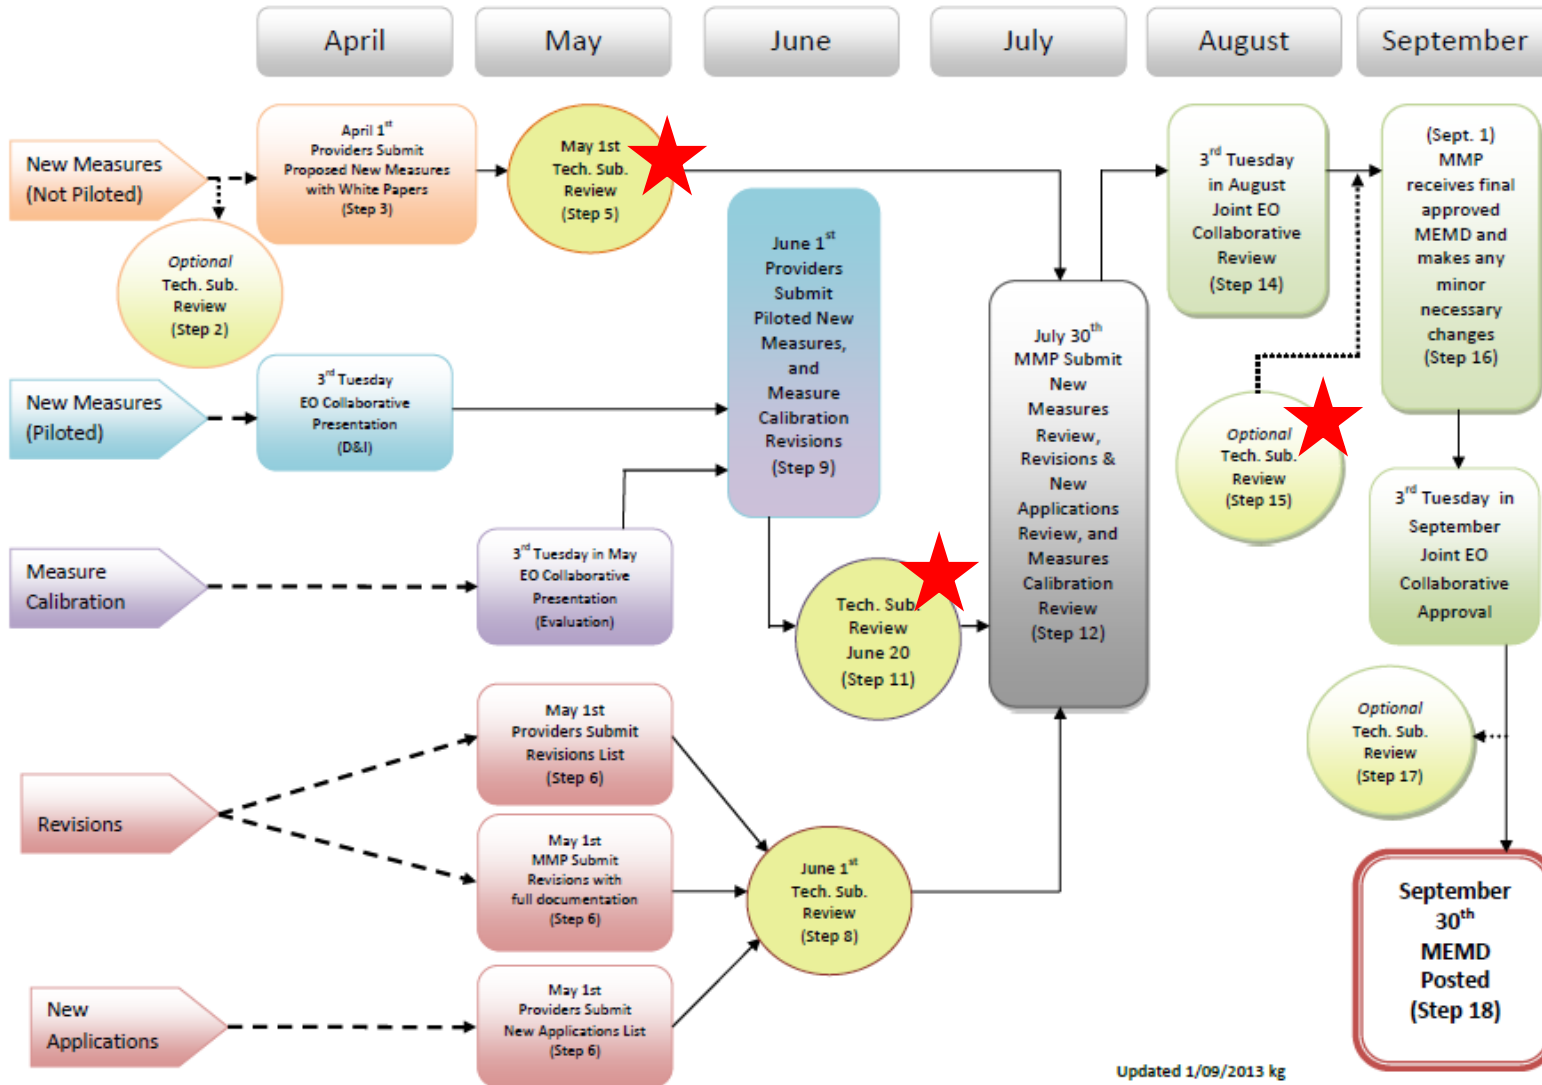 April
May
June
July
August
September
New Measures
(Not Piloted)
April 1st
Providers Submit
Proposed New Measures
with White Papers
(Step 3)
May 1st
Tech. Sub.
Review
(Step 5)
Optional
Tech. Sub.
Review
(Step 2)
June 1st
Providers
Submit
Piloted New
Measures,
and
Measure
Calibration
Revisions
(Step 9)
3rd Tuesday
in August
Joint EO
Collaborative
Review
(Step 14)
(Sept. 1)
MMP
receives final
approved
MEMD and
makes any
minor
necessary
changes
(Step 16)
New Measures
(Piloted)
3rd Tuesday
EO Collaborative
Presentation
(D&I)
July 30th
MMP Submit
New
Measures
Review,
Revisions &
New
Applications
Review, and
Measures
Calibration
Review
(Step 12)
Optional
Tech. Sub.
Review
(Step 15)
3rd Tuesday in
September
Joint EO
Collaborative
Approval
Measure
Calibration
3rd Tuesday in May
EO Collaborative
Presentation
(Evaluation)
Tech. Sub.
Review
June 20
(Step 11)
Optional
Tech. Sub.
Review
(Step 17)
Revisions
May 1st
Providers Submit
Revisions List
(Step 6)
May 1st
MMP Submit
Revisions with
full documentation
(Step 6)
June 1st
Tech. Sub.
Review
(Step 8)
New
Applications
May 1st
Providers Submit
New Applications List
(Step 6)
September
30th
MEMD
Posted
(Step 18)
Updated 1/09/2013 kg